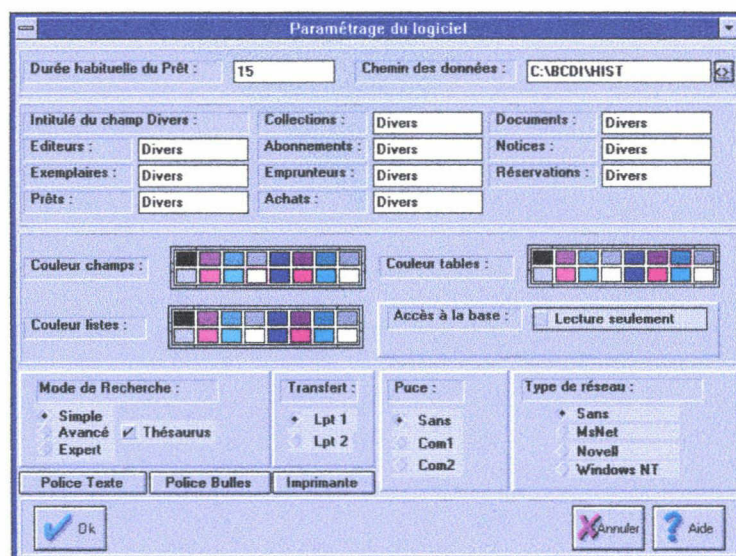 Paramétrage du logiciel
Durée habituelle du Prêt : 15 Chemin des données : C:\BCDI\HIST <>
Intitulé du champ Divers : Collections : Divers Documents : Divers
Editeurs : Divers Abonnements : Divers Notices : Divers
Exemplaires : Divers Emprunteurs : Divers Réservations : Divers
Prêts : Divers Achats : Divers
Couleur champs : Couleur tables :
Couleur listes : Accès à la base : Lecture seulement
Mode de Recherche : Transfert : Puce : Type de réseau :
Simple Lpt 1 Sans Sans
Avancé Thésaurus Lpt 2 Com1 MsNet
Expert Com2 Novell
Windows NT
Police Texte Police Bulles Imprimante
Ok Annuler Aide